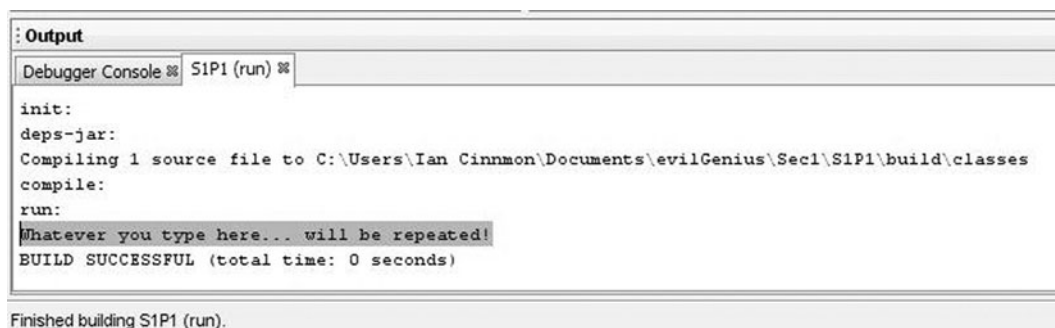 Output
Debugger Console S1P1 (run)
init:
deps-jar:
Compiling 1 source file to C:\Users\Ian Cinnmon\Documents\evilGenius\Sec1\S1P1\build\classes
compile:
run:
Whatever you type here... will be repeated!
BUILD SUCCESSFUL (total time: 0 seconds)
Finished building S1P1 (run).